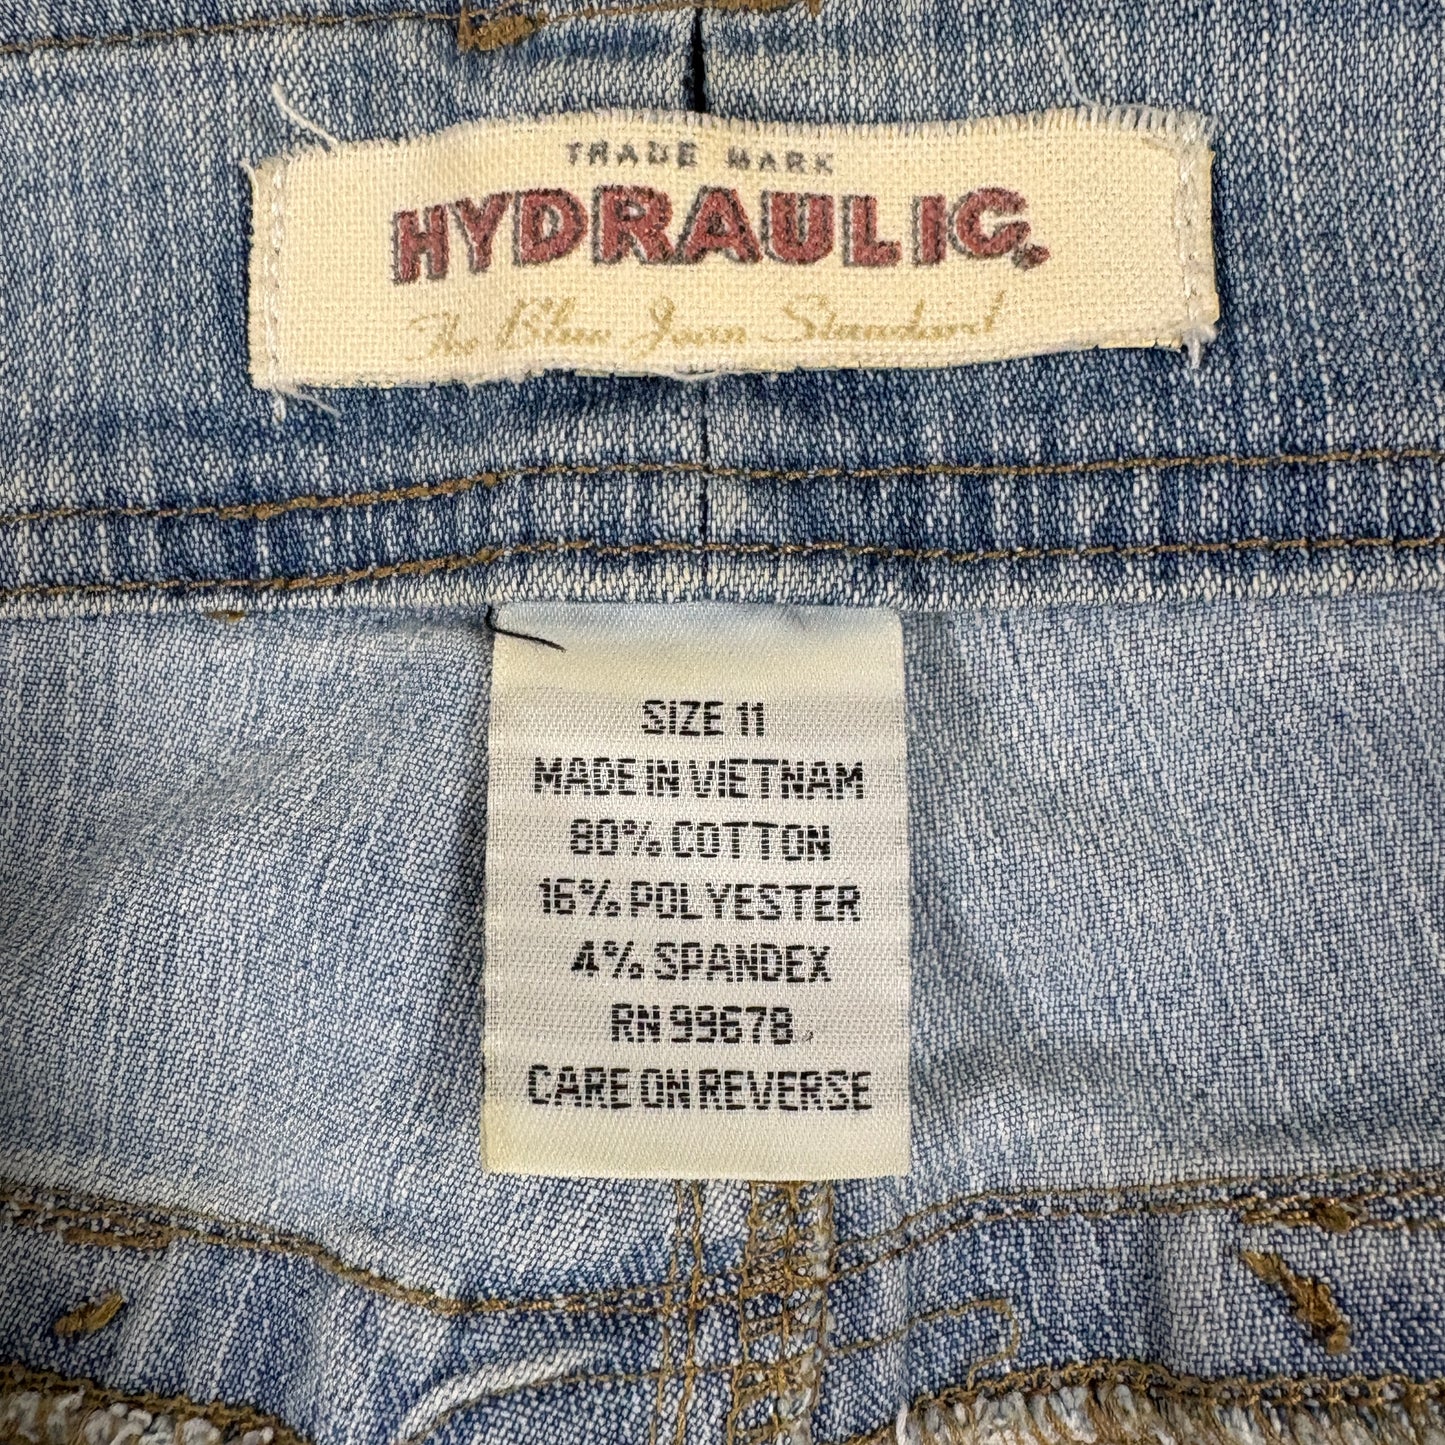 TRADE MARK
HYDRAULIC.
The Blue Jean Standard
SIZE 11
MADE IN VIETNAM
80% COTTON
16% POLYESTER
4% SPANDEX
RN 99678
CARE ON REVERSE